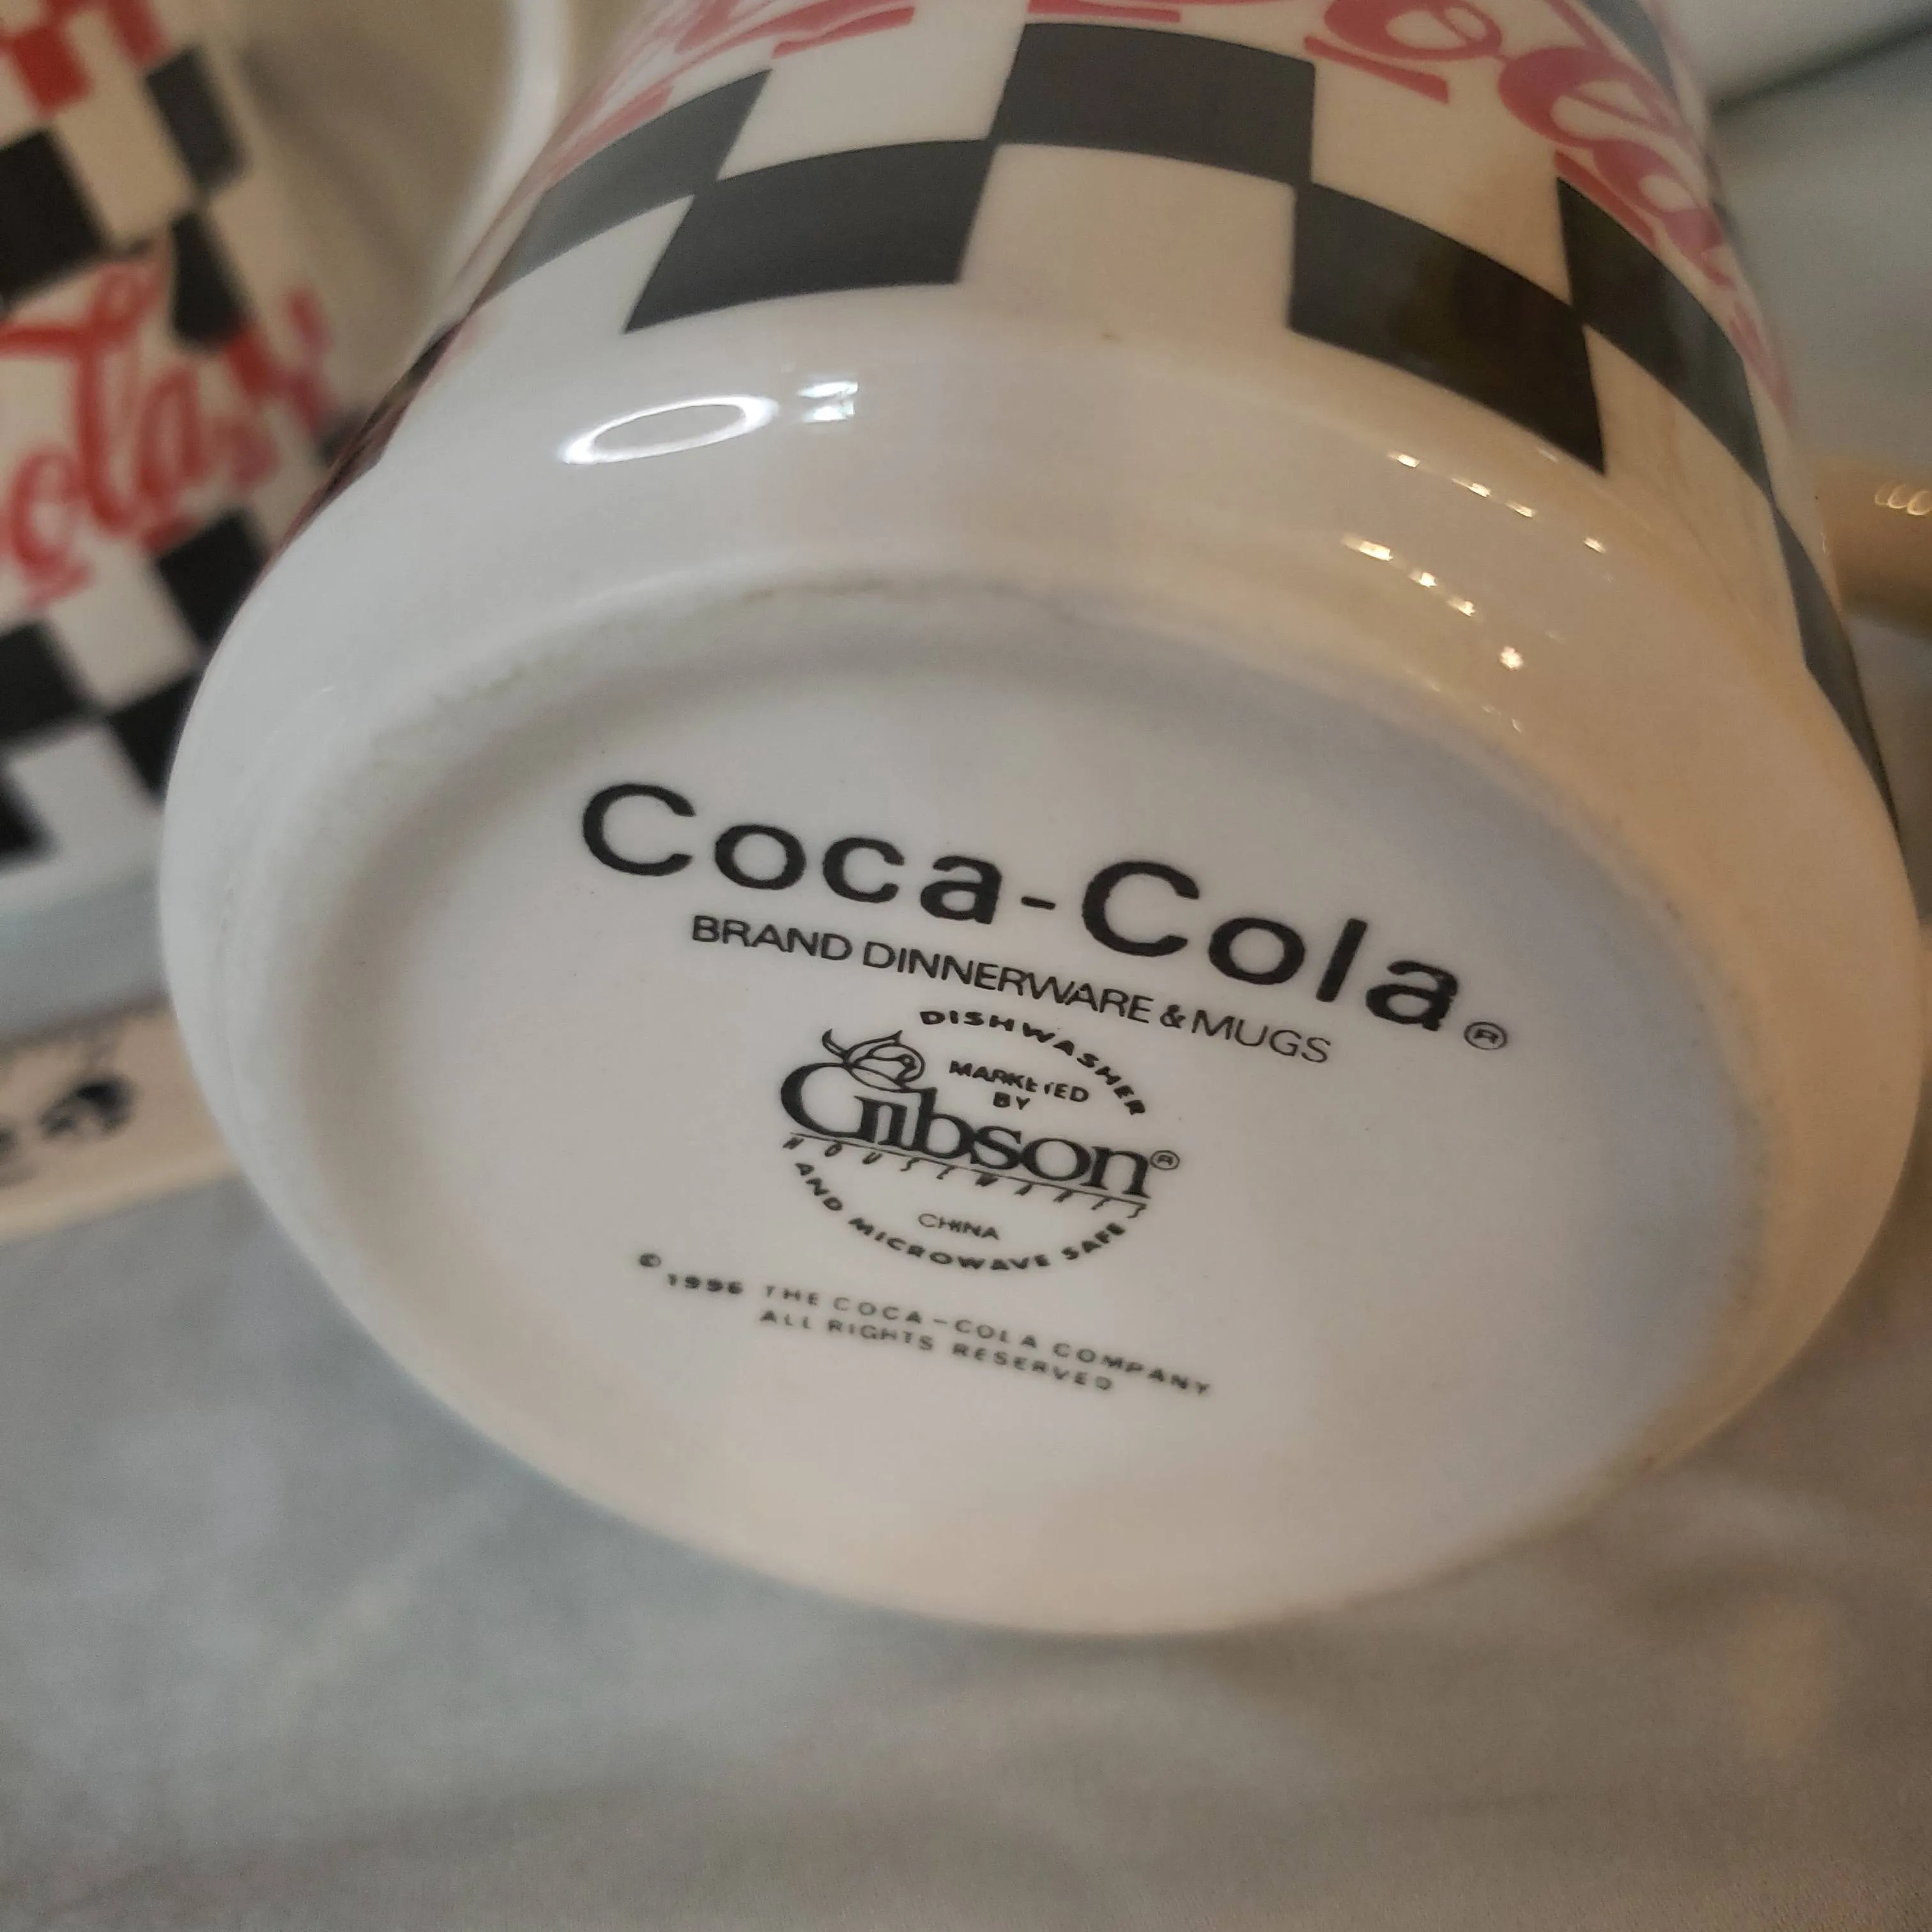 Coca-Cola®
BRAND DINNERWARE & MUGS
DISHWASHER
MARKETED
BY
Gibson®
HOUSEWARES
CHINA
AND MICROWAVE SAFE
© 1996 THE COCA-COLA COMPANY
ALL RIGHTS RESERVED